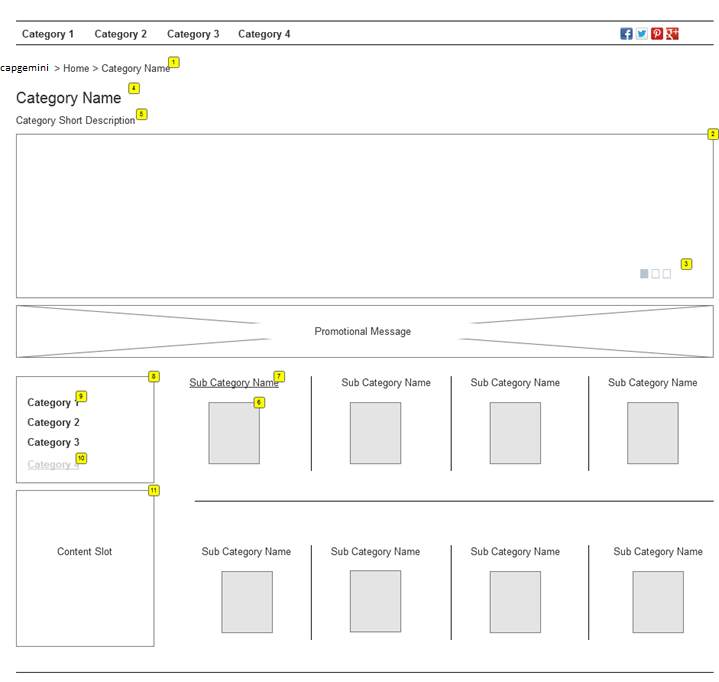 Category 1 Category 2 Category 3 Category 4
capgemini > Home > Category Name 1
Category Name 4
Category Short Description 5
2
3
Promotional Message
8
9
Category 1
Category 2
Category 3
10
Category 4
11
Content Slot
Sub Category Name 7 Sub Category Name Sub Category Name Sub Category Name
6
Sub Category Name Sub Category Name Sub Category Name Sub Category Name